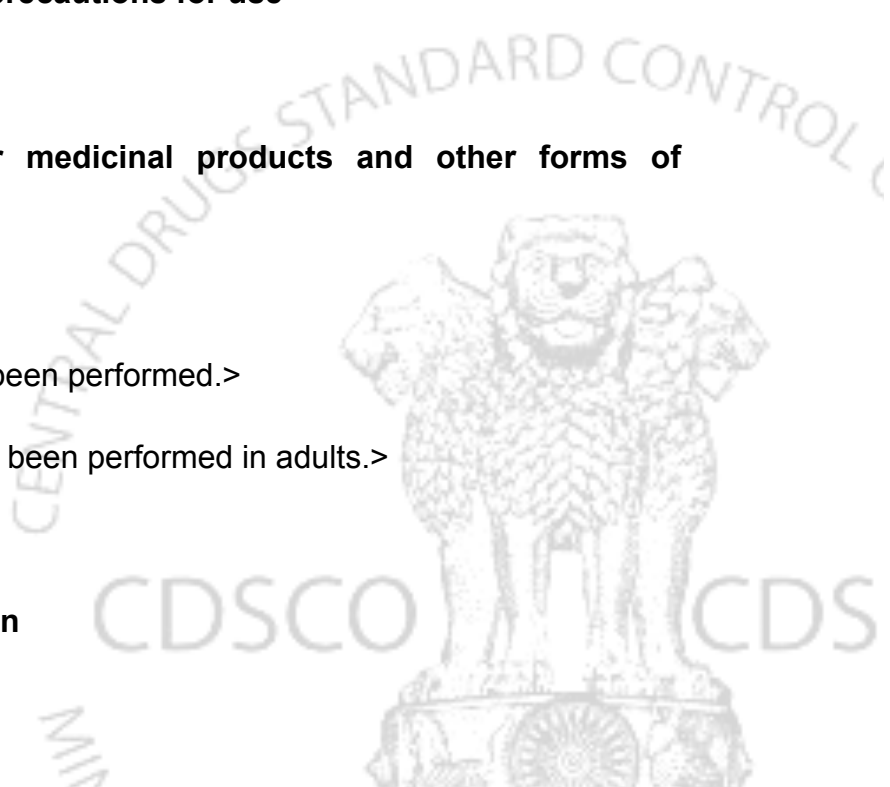 precautions for use
medicinal products and other forms of
been performed.>
been performed in adults.>
CENTRAL DRUGS STANDARD CONTROL
CDSCO
CDS